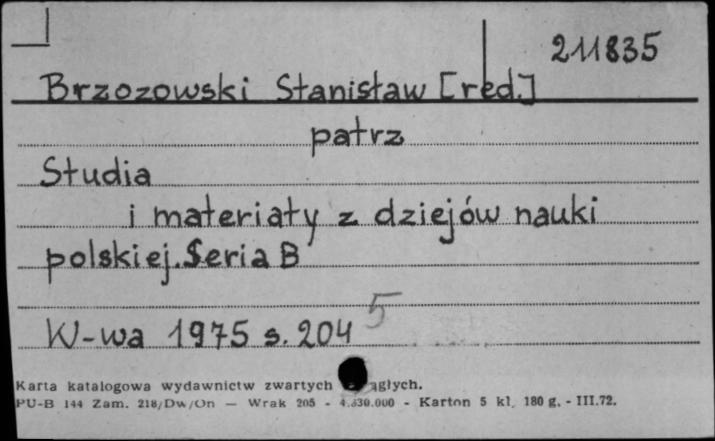 211835
Brzozowski Stanisław [red.]
patrz
Studia
i materiały z dziejów nauki
polskiej. Seria B
5
W-wa 1975 s. 204
Karta katalogowa wydawnictw zwartych
PU-B 144 Zam. 218/Dw/On — Wrak 205 - 4.830.000 - Karton 5 kl. 180 g. - III.72.